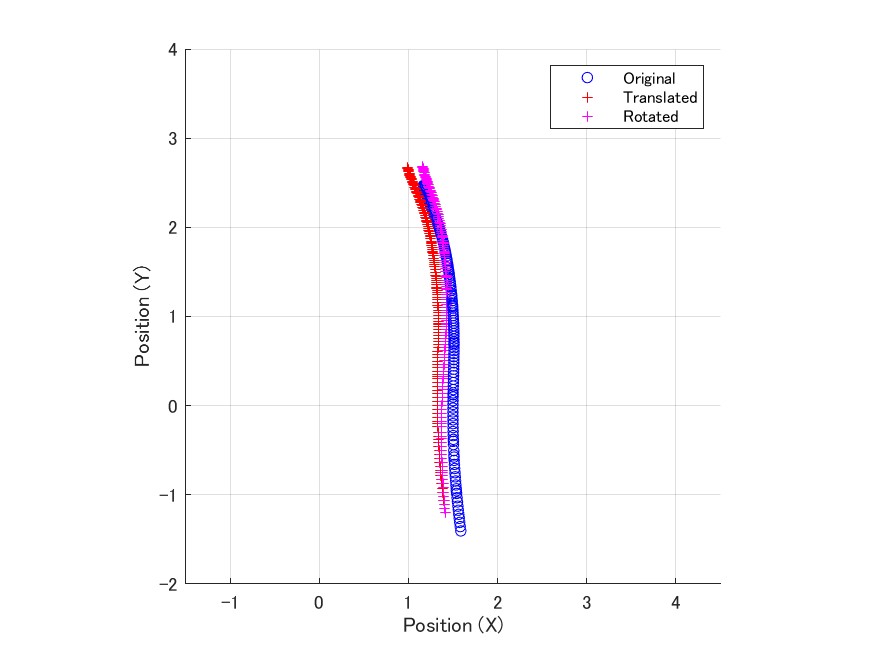 4
3
2
1
0
−1
−2
−1
0
1
2
3
4
Position (X)
Position (Y)
Original
Translated
Rotated